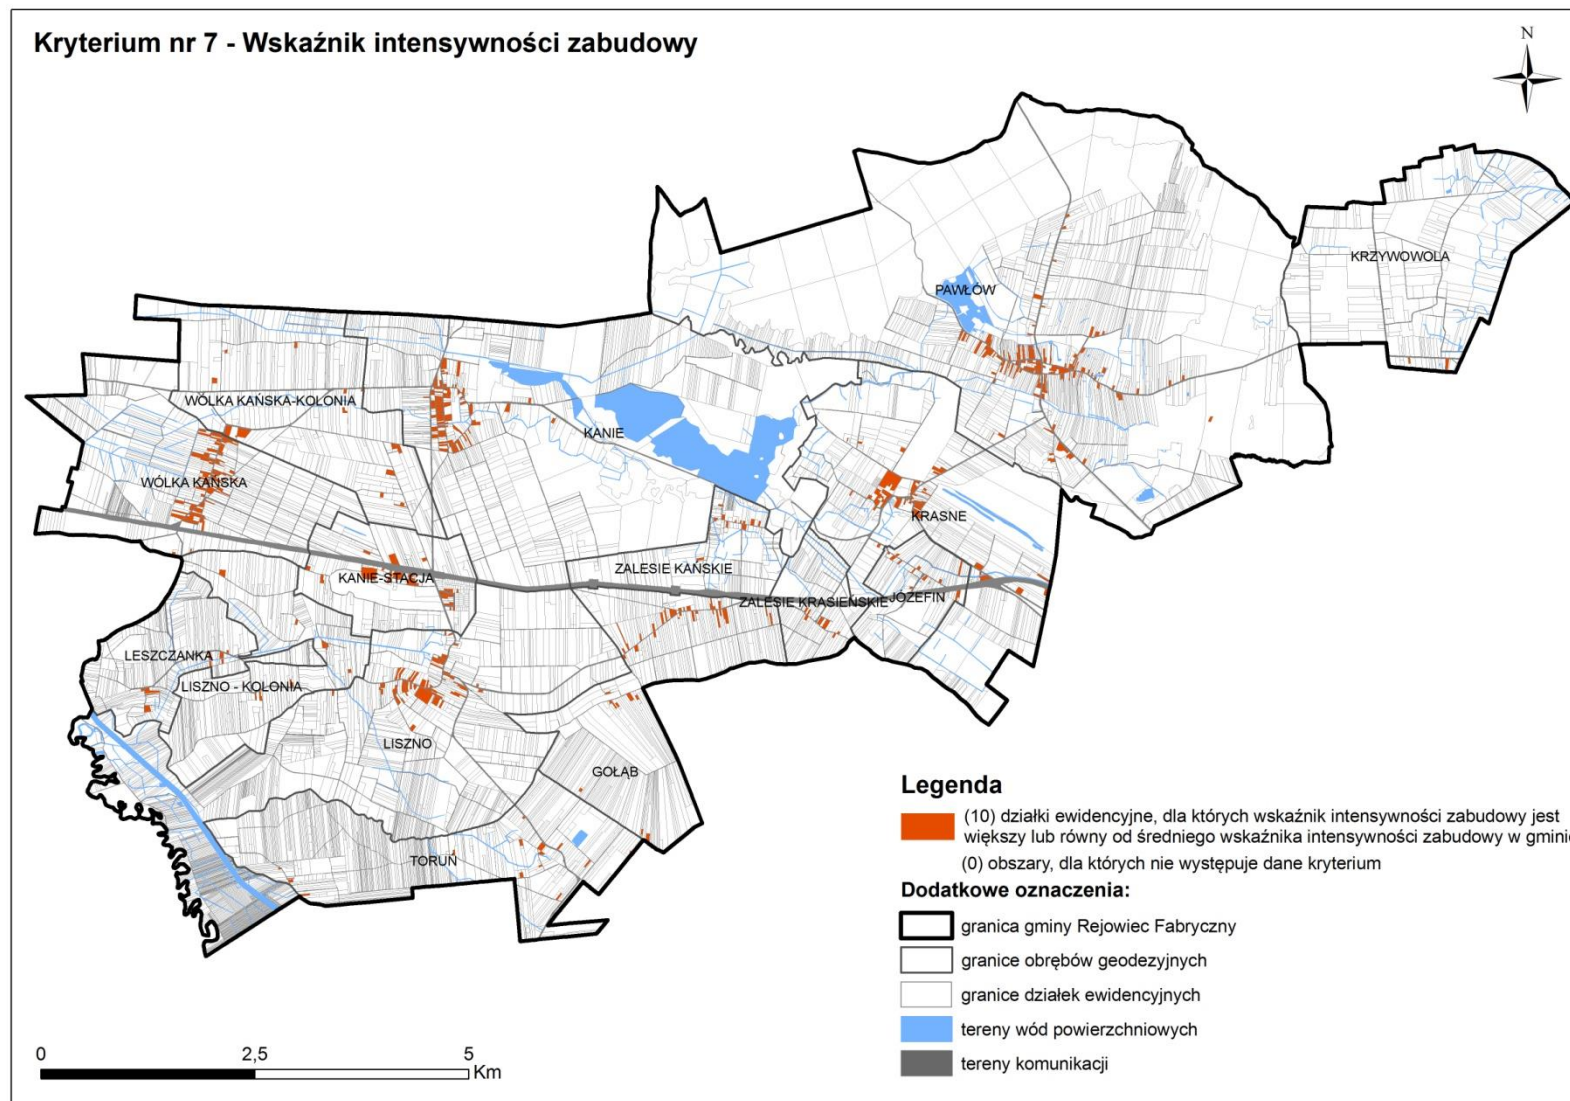 Kryterium nr 7 - Wskaźnik intensywności zabudowy
N
KRZYWOWOLA
PAWŁÓW
WÓLKA KAŃSKA-KOLONIA
KANIE
WÓLKA KAŃSKA
KRASNE
ZALESIE KAŃSKIE
KANIE-STACJA
ZALESIE KRASIEŃSKIE
JÓZEFIN
LESZCZANKA
LISZNO - KOLONIA
LISZNO
GOŁĄB
TORUŃ
Legenda
(10) działki ewidencyjne, dla których wskaźnik intensywności zabudowy jest
większy lub równy od średniego wskaźnika intensywności zabudowy w gminie
(0) obszary, dla których nie występuje dane kryterium
Dodatkowe oznaczenia:
granica gminy Rejowiec Fabryczny
granice obrębów geodezyjnych
granice działek ewidencyjnych
tereny wód powierzchniowych
tereny komunikacji
0 2,5 5
Km